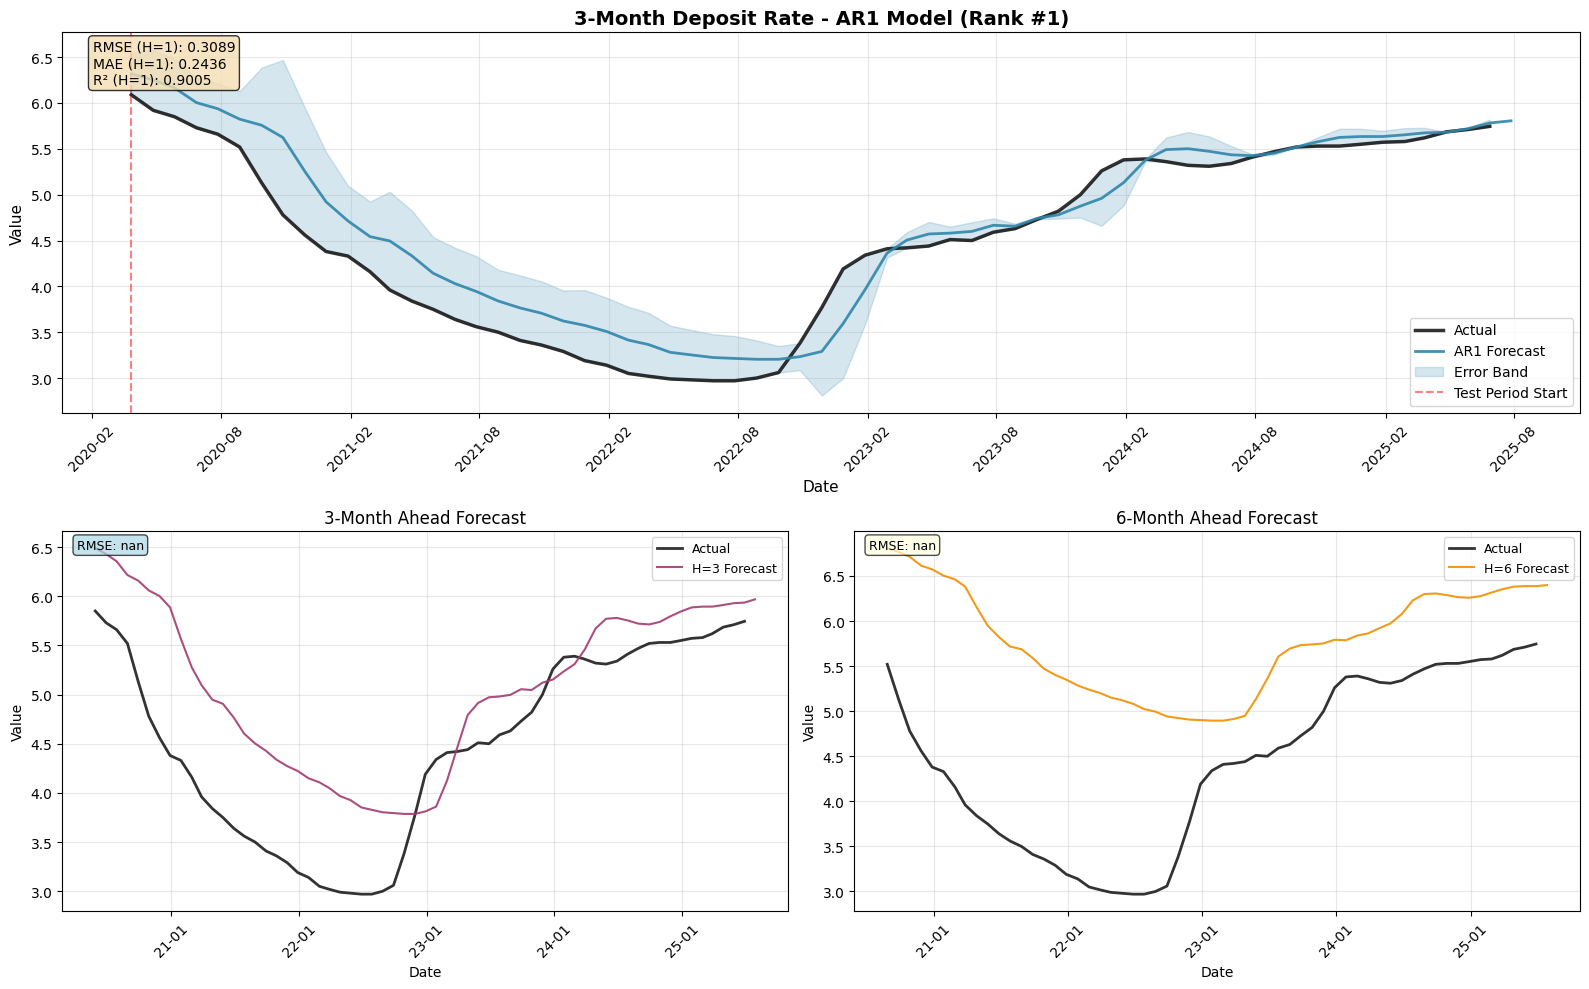 3-Month Deposit Rate - AR1 Model (Rank #1)
RMSE (H=1): 0.3089
MAE (H=1): 0.2436
R² (H=1): 0.9005
Value
6.5
6.0
5.5
5.0
4.5
4.0
3.5
3.0
Actual
AR1 Forecast
Error Band
Test Period Start
2020-02
2020-08
2021-02
2021-08
2022-02
2022-08
2023-02
2023-08
2024-02
2024-08
2025-02
2025-08
Date
3-Month Ahead Forecast
RMSE: nan
Actual
H=3 Forecast
Value
6.5
6.0
5.5
5.0
4.5
4.0
3.5
3.0
21-01
22-01
23-01
24-01
25-01
Date
6-Month Ahead Forecast
RMSE: nan
Actual
H=6 Forecast
Value
6.5
6.0
5.5
5.0
4.5
4.0
3.5
3.0
21-01
22-01
23-01
24-01
25-01
Date